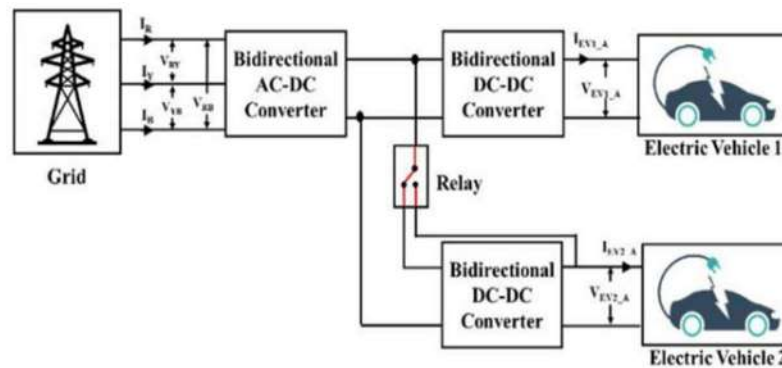 I_R
I_Y
I_B
V_RY
V_YB
V_RB
Grid
Bidirectional
AC-DC
Converter
Bidirectional
DC-DC
Converter
I_EV1_A
V_EV1_A
Electric Vehicle 1
Relay
Bidirectional
DC-DC
Converter
I_EV2_A
V_EV2_A
Electric Vehicle 2